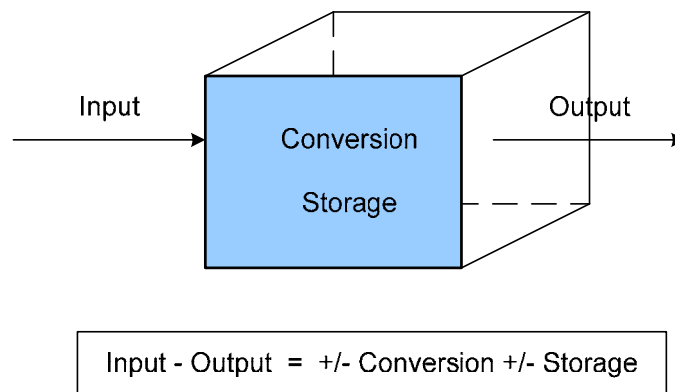 Input
Output
Conversion
Storage
Input - Output = +/- Conversion +/- Storage